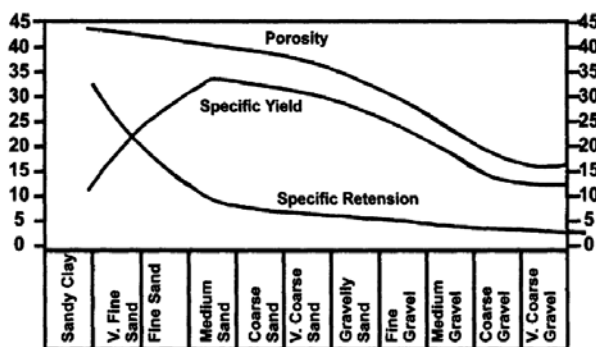 45
40
35
30
25
20
15
10
5
0
Porosity
Specific Yield
Specific Retension
45
40
35
30
25
20
15
10
5
0
Sandy Clay
V. Fine
Sand
Fine Sand
Medium
Sand
Coarse
Sand
V. Coarse
Sand
Gravelly
Sand
Fine
Gravel
Medium
Gravel
Coarse
Gravel
V. Coarse
Gravel